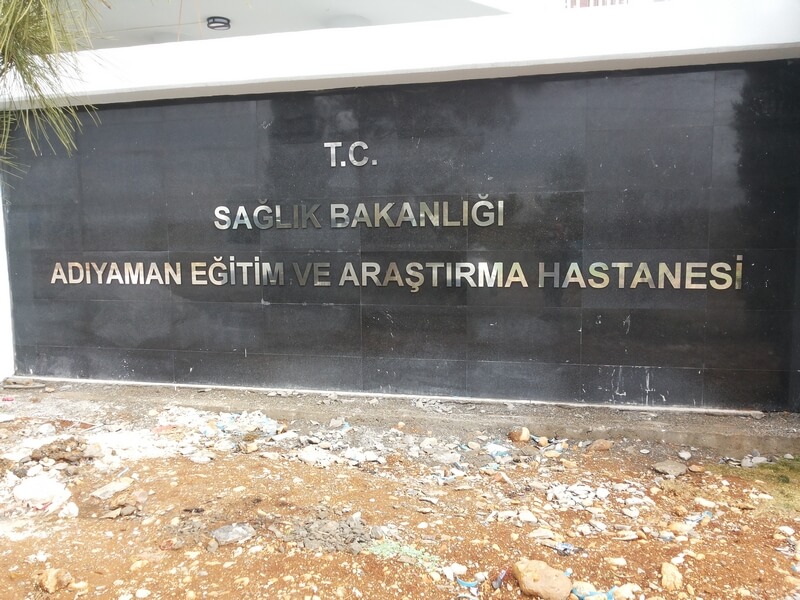 T.C.
SAĞLIK BAKANLIĞI
ADIYAMAN EĞİTİM VE ARAŞTIRMA HASTANESİ